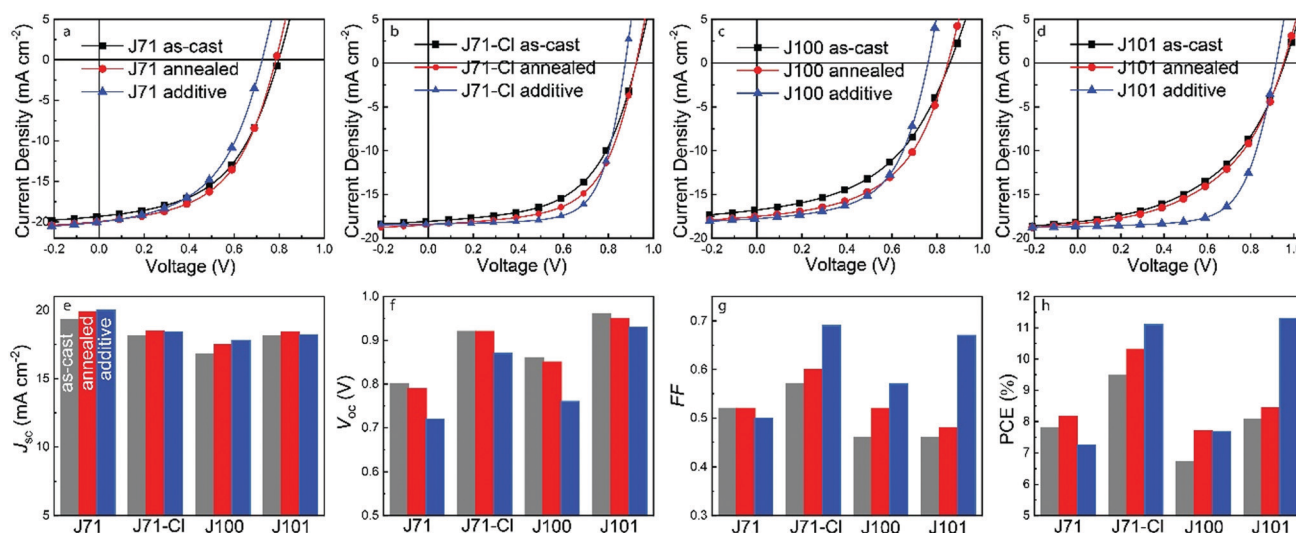 a
J71 as-cast
J71 annealed
J71 additive
Current Density (mA cm-2)
5
0
-5
-10
-15
-20
-0.2 0.0 0.2 0.4 0.6 0.8 1.0
Voltage (V)
b
J71-Cl as-cast
J71-Cl annealed
J71-Cl additive
Current Density (mA cm-2)
5
0
-5
-10
-15
-20
-0.2 0.0 0.2 0.4 0.6 0.8 1.0
Voltage (V)
c
J100 as-cast
J100 annealed
J100 additive
Current Density (mA cm-2)
5
0
-5
-10
-15
-20
-0.2 0.0 0.2 0.4 0.6 0.8 1.0
Voltage (V)
d
J101 as-cast
J101 annealed
J101 additive
Current Density (mA cm-2)
5
0
-5
-10
-15
-20
-0.2 0.0 0.2 0.4 0.6 0.8 1.0
Voltage (V)
e
as-cast
annealed
additive
Jsc (mA cm-2)
20
15
10
5
J71 J71-Cl J100 J101
f
Voc (V)
1.0
0.9
0.8
0.7
0.6
0.5
J71 J71-Cl J100 J101
g
FF
0.7
0.6
0.5
0.4
0.3
J71 J71-Cl J100 J101
h
PCE (%)
12
11
10
9
8
7
6
5
J71 J71-Cl J100 J101